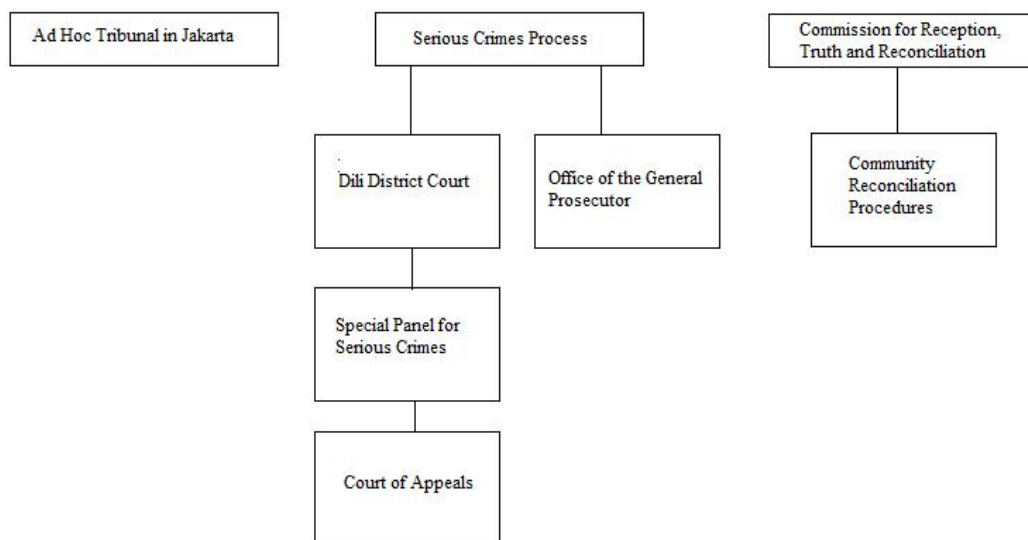 Ad Hoc Tribunal in Jakarta
Serious Crimes Process
Commission for Reception,
Truth and Reconciliation
Dili District Court
Office of the General
Prosecutor
Community
Reconciliation
Procedures
Special Panel for
Serious Crimes
Court of Appeals